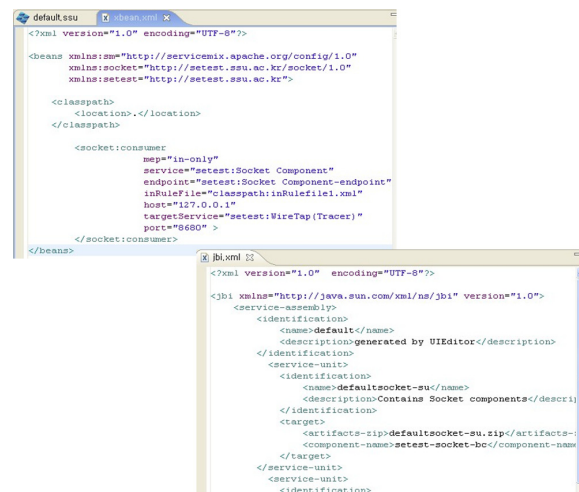 default.ssu
xbean.xml
<?xml version="1.0" encoding="UTF-8"?>
<beans xmlns:sm="http://servicemix.apache.org/config/1.0"
xmlns:socket="http://setest.ssu.ac.kr/socket/1.0"
xmlns:setest="http://setest.ssu.ac.kr">
<classpath>
<location>.</location>
</classpath>
<socket:consumer
mep="in-only"
service="setest:Socket Component"
endpoint="setest:Socket Component-endpoint"
inRuleFile="classpath:inRulefile1.xml"
host="127.0.0.1"
targetService="setest:WireTap(Tracer)"
port="8680" >
</socket:consumer>
</beans>
jbi.xml
<?xml version="1.0" encoding="UTF-8"?>
<jbi xmlns="http://java.sun.com/xml/ns/jbi" version="1.0">
<service-assembly>
<identification>
<name>default</name>
<description>generated by UIEditor</description>
</identification>
<service-unit>
<identification>
<name>defaultsocket-su</name>
<description>Contains Socket components</descrip
</identification>
<target>
<artifacts-zip>defaultsocket-su.zip</artifacts-
<component-name>setest-socket-bc</component-name
</target>
</service-unit>
<service-unit>
<identification>